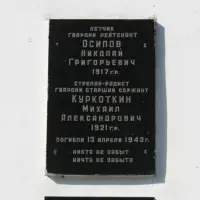 ЛЕТЧИК
ГВАРДИИ ЛЕЙТЕНАНТ
ОСИПОВ
НИКОЛАЙ
ГРИГОРЬЕВИЧ
1917 г.р.
СТРЕЛОК-РАДИСТ
ГВАРДИИ СТАРШИЙ СЕРЖАНТ
КУРКОТКИН
МИХАИЛ
АЛЕКСАНДРОВИЧ
1921 г.р.
ПОГИБЛИ 13 АПРЕЛЯ 1943 г.
НИКТО НЕ ЗАБЫТ
НИЧТО НЕ ЗАБЫТО